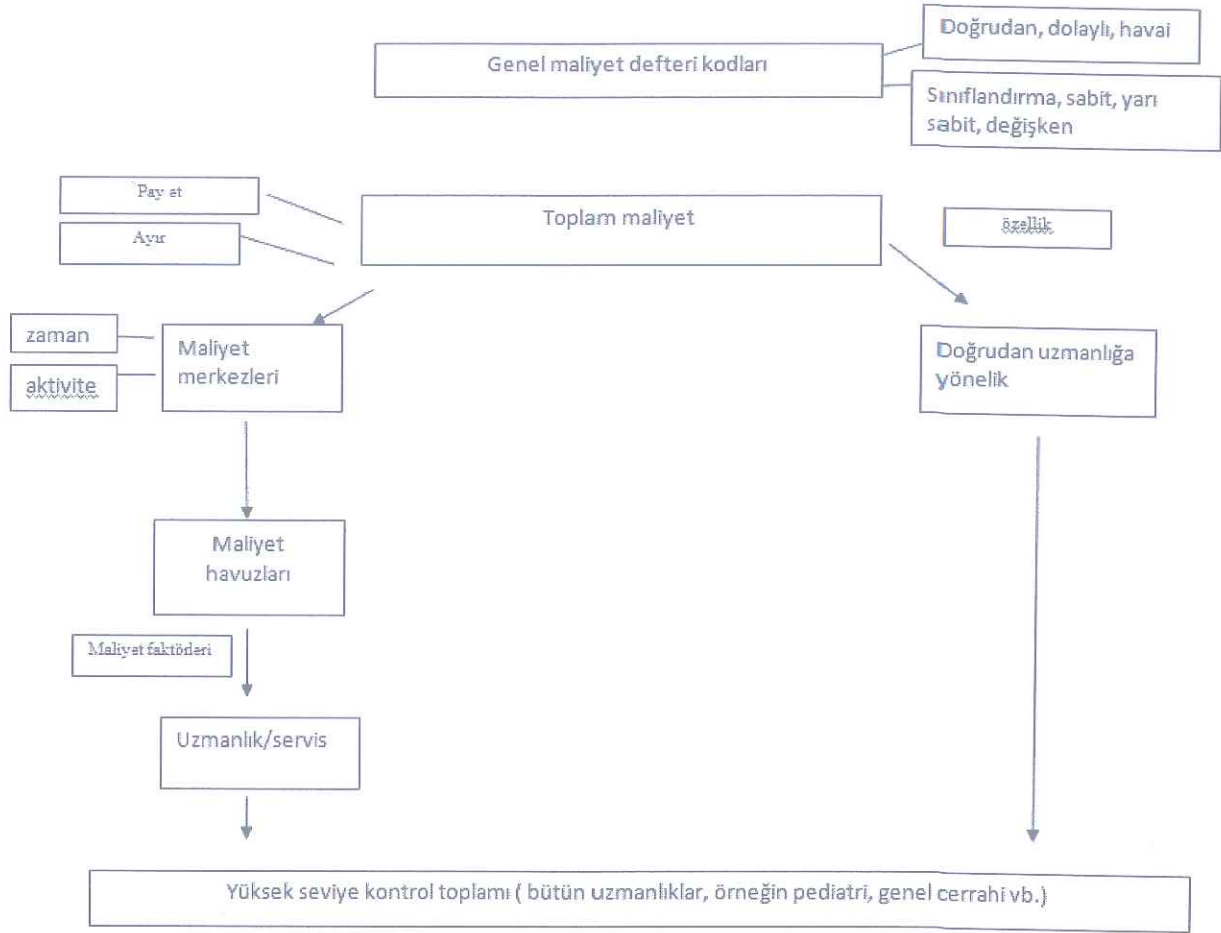 Doğrudan, dolaylı, havai
Genel maliyet defteri kodları
Sınıflandırma, sabit, yarı
sabit, değişken
Pay et
Toplam maliyet
özellik
Ayır
zaman
Maliyet
merkezleri
aktivite
Doğrudan uzmanlığa
yönelik
Maliyet
havuzları
Maliyet faktörleri
Uzmanlık/servis
Yüksek seviye kontrol toplamı ( bütün uzmanlıklar, örneğin pediatri, genel cerrahi vb.)